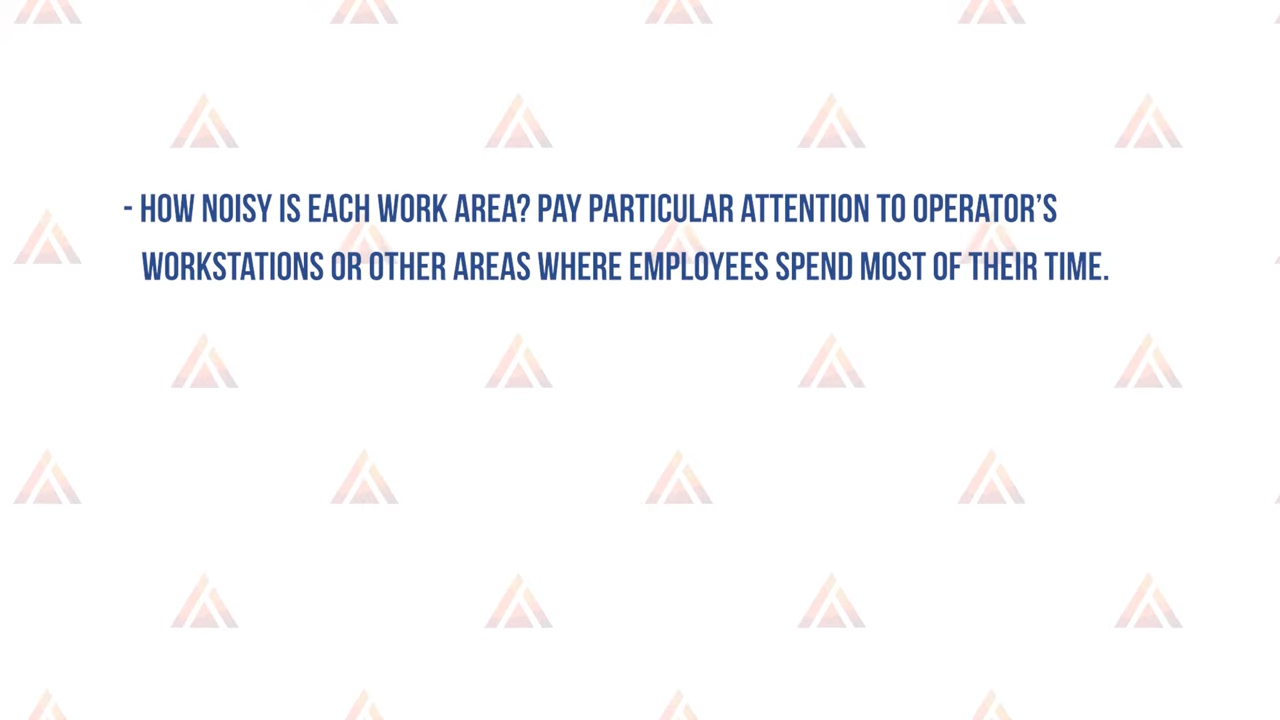 - HOW NOISY IS EACH WORK AREA? PAY PARTICULAR ATTENTION TO OPERATOR’S
WORKSTATIONS OR OTHER AREAS WHERE EMPLOYEES SPEND MOST OF THEIR TIME.